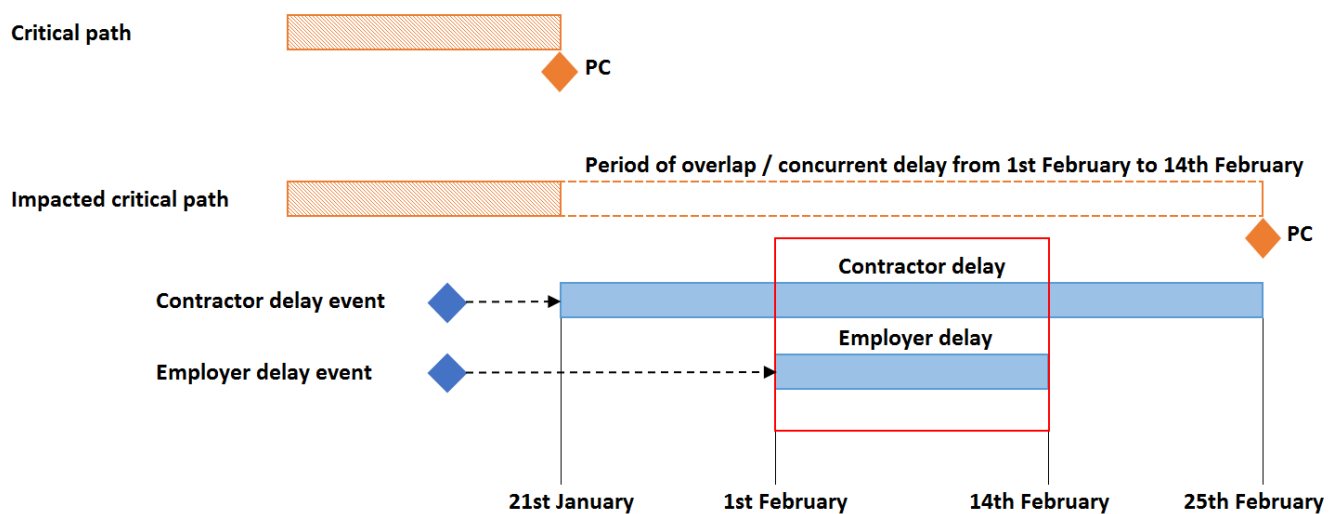 Critical path
PC
Period of overlap / concurrent delay from 1st February to 14th February
Impacted critical path
PC
Contractor delay
Contractor delay event
Employer delay
Employer delay event
21st January
1st February
14th February
25th February